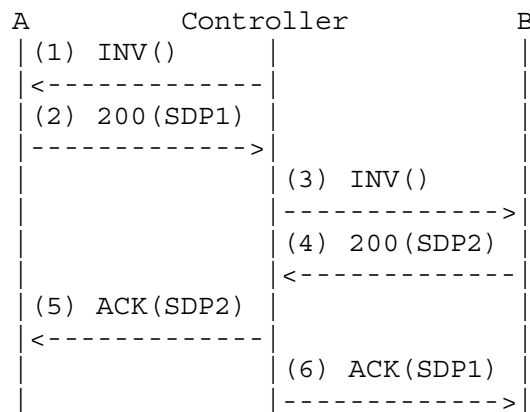 A Controller B
(1) INV()
<-------------
(2) 200(SDP1)
------------->
(3) INV()
------------->
(4) 200(SDP2)
<-------------
(5) ACK(SDP2)
<-------------
(6) ACK(SDP1)
------------->